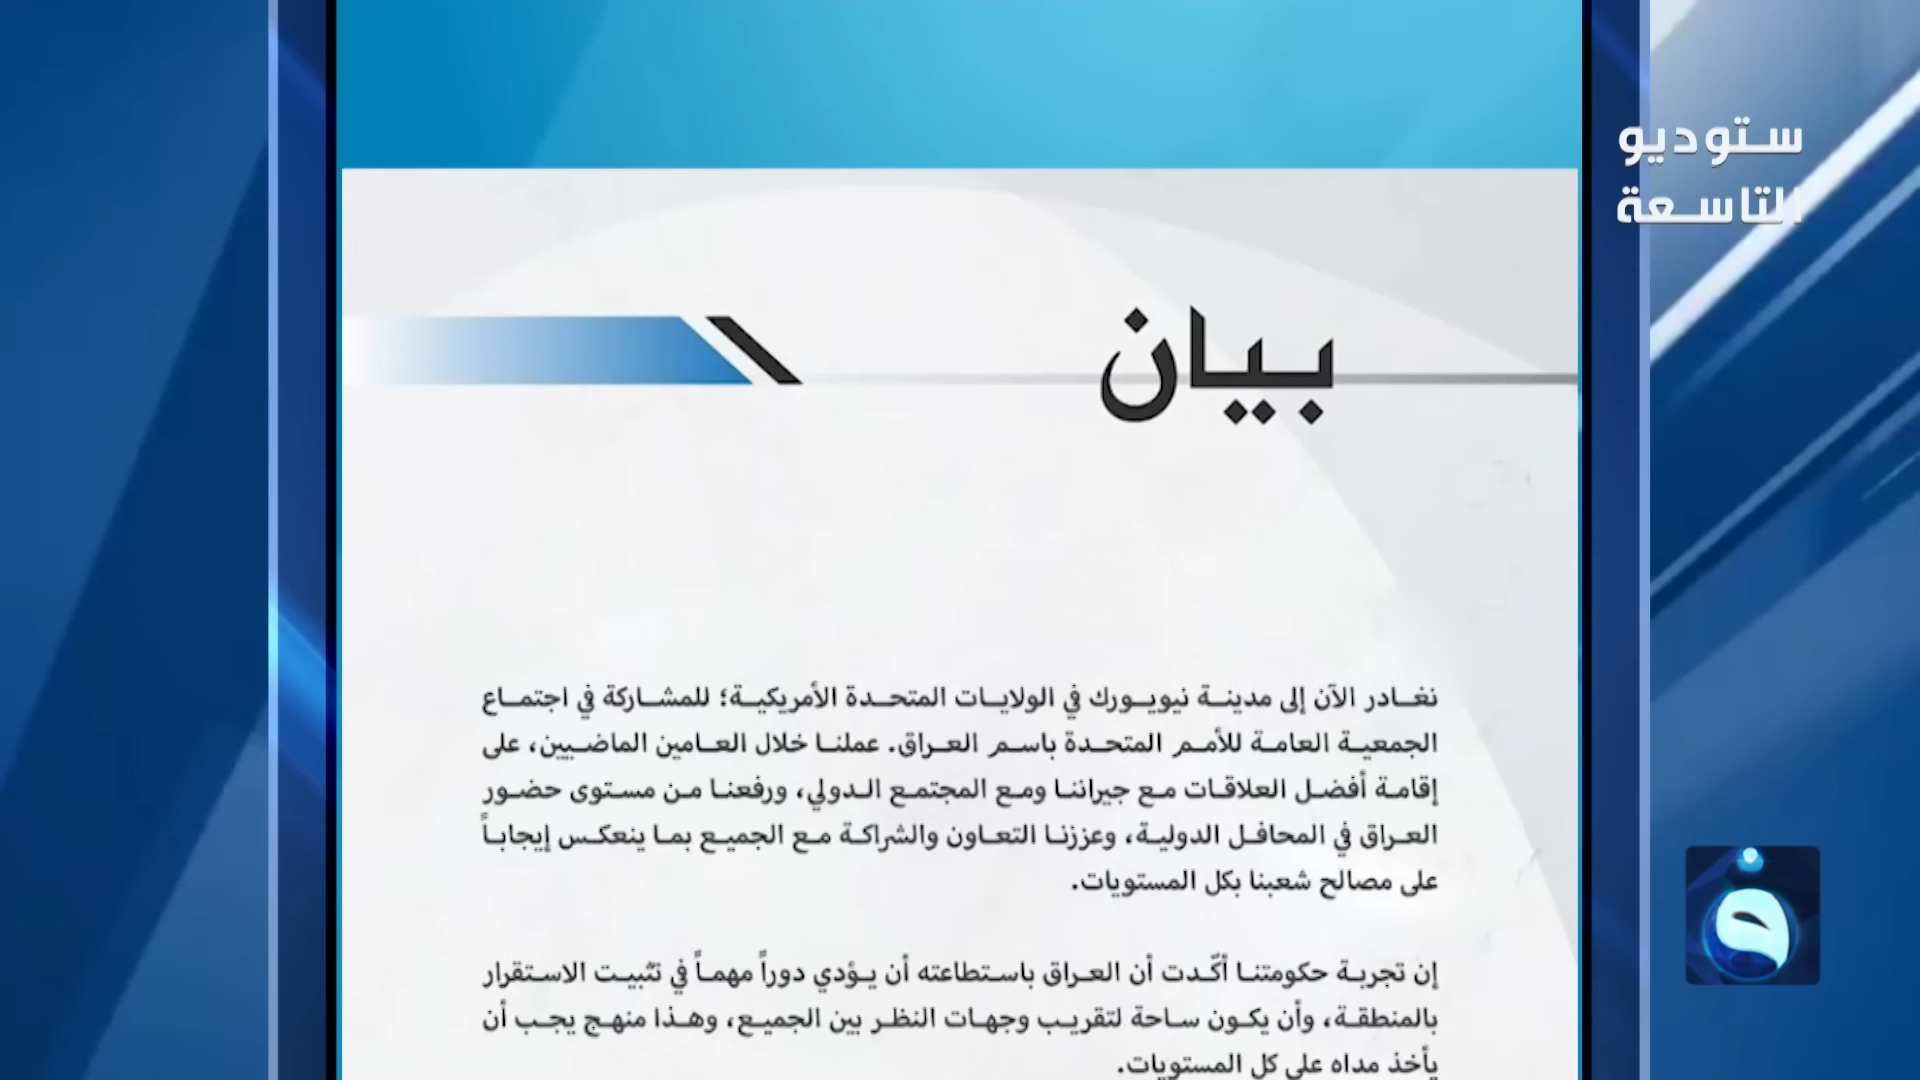 ستوديو
التاسعة
بيان
نغادر الآن إلى مدينة نيويورك في الولايات المتحدة الأمريكية؛ للمشاركة في اجتماع
الجمعية العامة للأمم المتحدة باسم العراق. عملنا خلال العامين الماضيين، على
إقامة أفضل العلاقات مع جيراننا ومع المجتمع الدولي، ورفعنا من مستوى حضور
العراق في المحافل الدولية، وعززنا التعاون والشراكة مع الجميع بما ينعكس إيجاباً
على مصالح شعبنا بكل المستويات.
إن تجربة حكومتنا أكّدت أن العراق باستطاعته أن يؤدي دوراً مهماً في تثبيت الاستقرار
بالمنطقة، وأن يكون ساحة لتقريب وجهات النظر بين الجميع، وهذا منهج يجب أن
يأخذ مداه على كل المستويات.